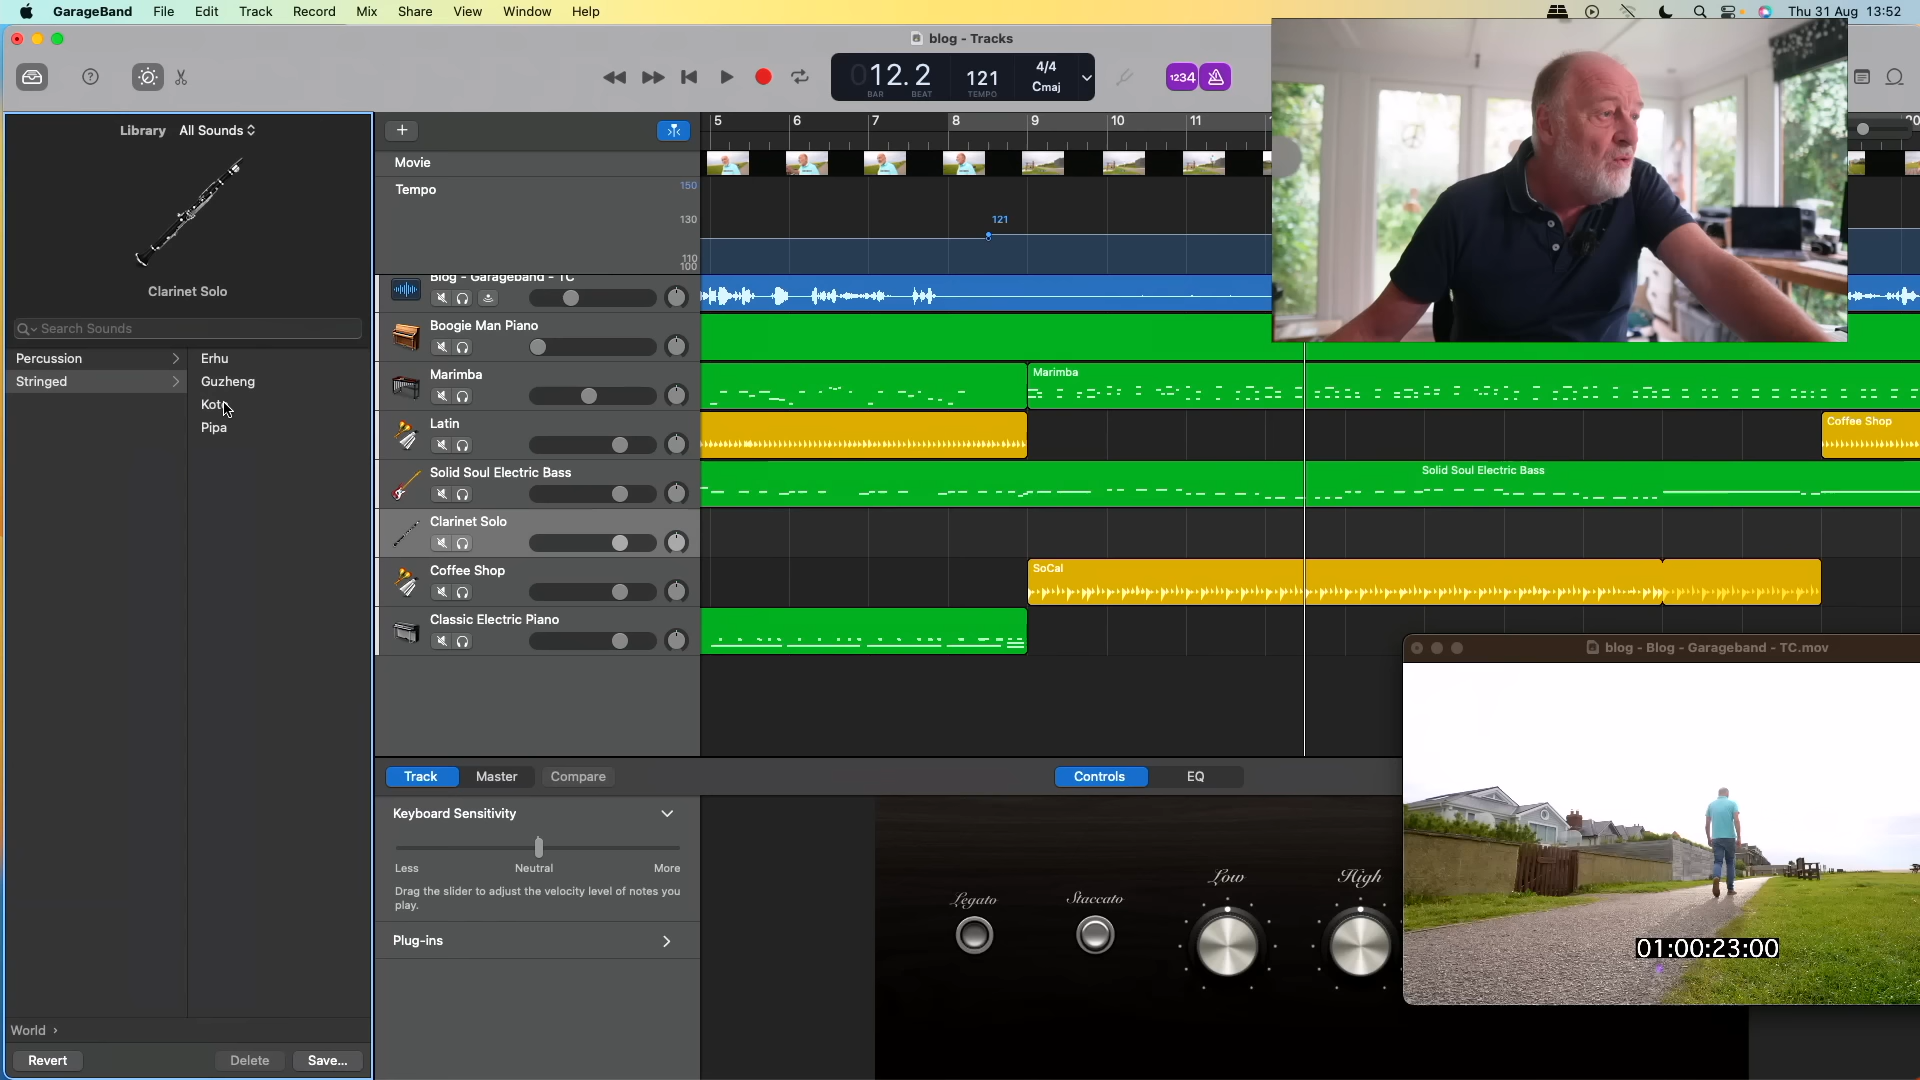 GarageBand File Edit Track Record Mix Share View Window Help Thu 31 Aug 13:52
blog - Tracks
012.2 121 4/4
Cmaj
BAR BEAT TEMPO
1234
Library All Sounds
Clarinet Solo
Search Sounds
Percussion
Stringed
Erhu
Guzheng
Koto
Pipa
World ›
Revert Delete Save...
5 6 7 8 9 10 11
Movie
Tempo
150
130
110
100
121
Blog - Garageband - TC
Boogie Man Piano
Marimba
Marimba
Latin
Coffee Shop
Solid Soul Electric Bass
Solid Soul Electric Bass
Clarinet Solo
Coffee Shop
SoCal
Classic Electric Piano
Track Master Compare
Controls EQ
Keyboard Sensitivity
Less Neutral More
Drag the slider to adjust the velocity level of notes you
play.
Plug-ins
Legato Staccato Low High
blog - Blog - Garageband - TC.mov
01:00:23:00